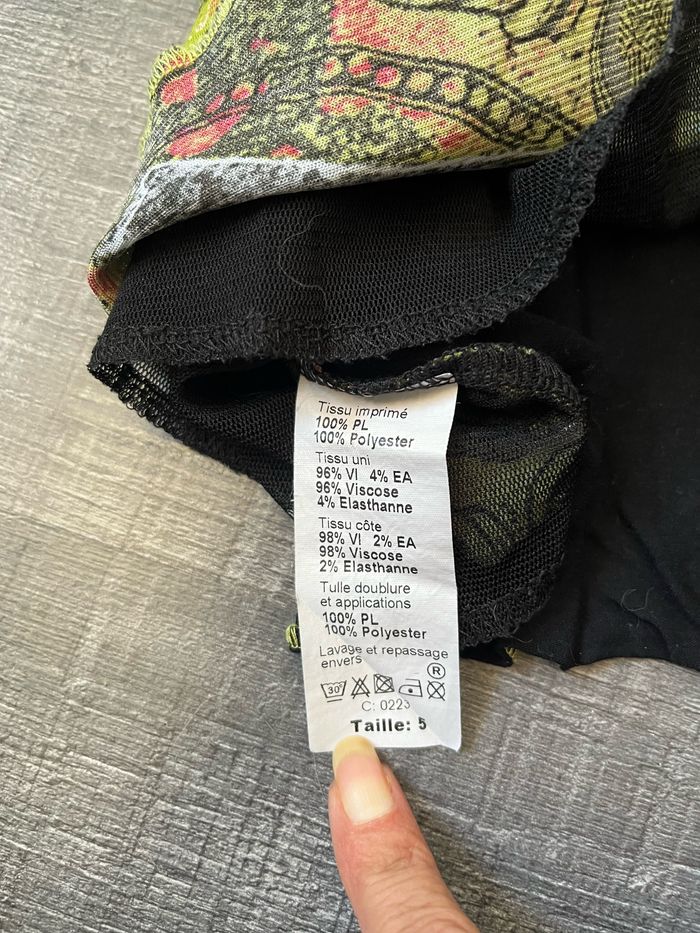 Tissu imprimé
100% PL
100% Polyester
Tissu uni
96% VI 4% EA
96% Viscose
4% Elasthanne
Tissu côte
98% VI 2% EA
98% Viscose
2% Elasthanne
Tulle doublure
et applications
100% PL
100% Polyester
Lavage et repassage
envers
®
30°
C: 0223
Taille: 5